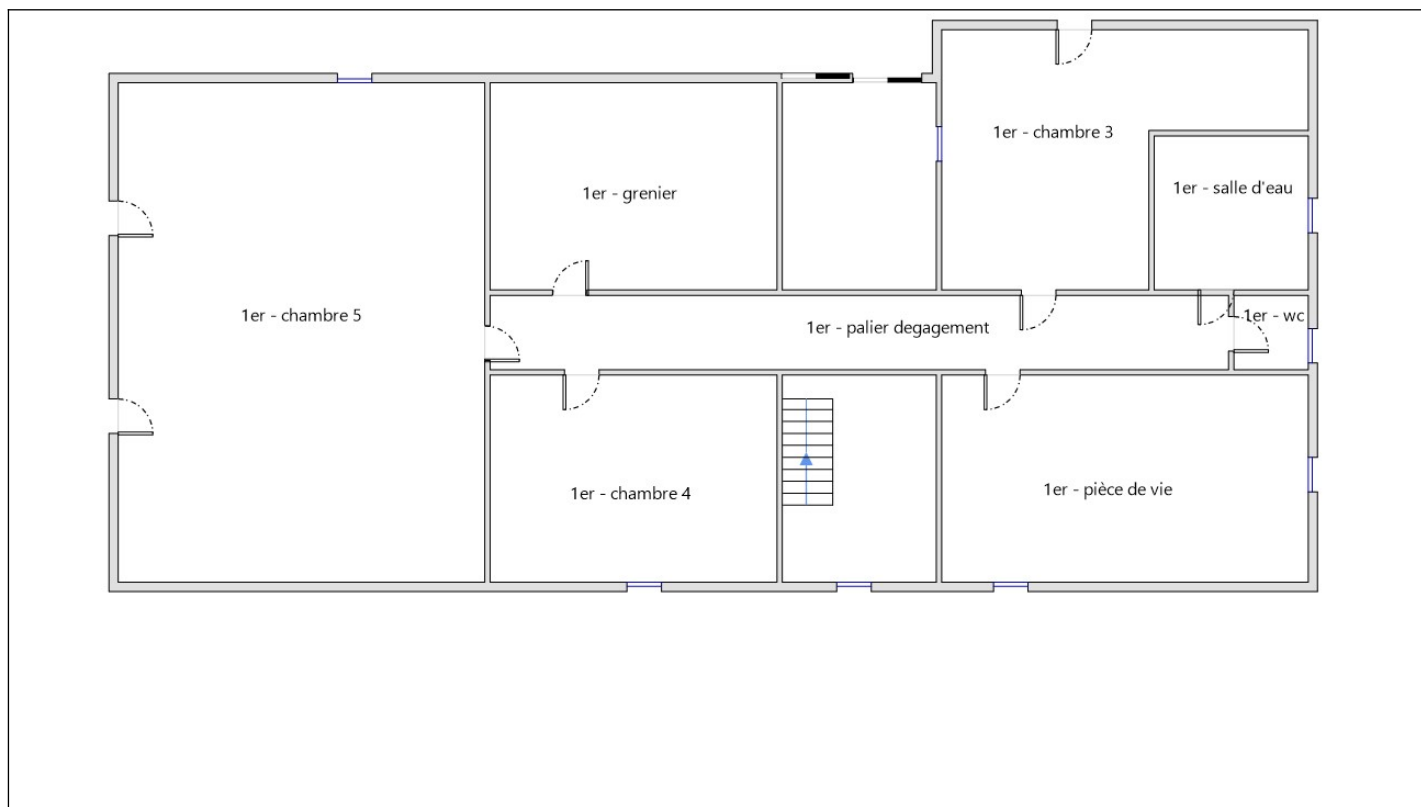 1er - chambre 3
1er - salle d'eau
1er - grenier
1er - chambre 5
1er - palier degagement
1er - wc
1er - chambre 4
1er - pièce de vie